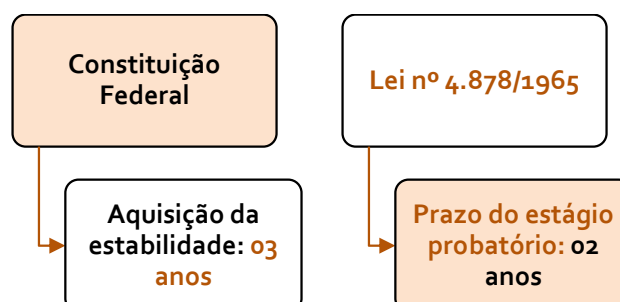 Constituição
Federal
Lei nº 4.878/1965
Aquisição da
estabilidade: 03
anos
Prazo do estágio
probatório: 02
anos